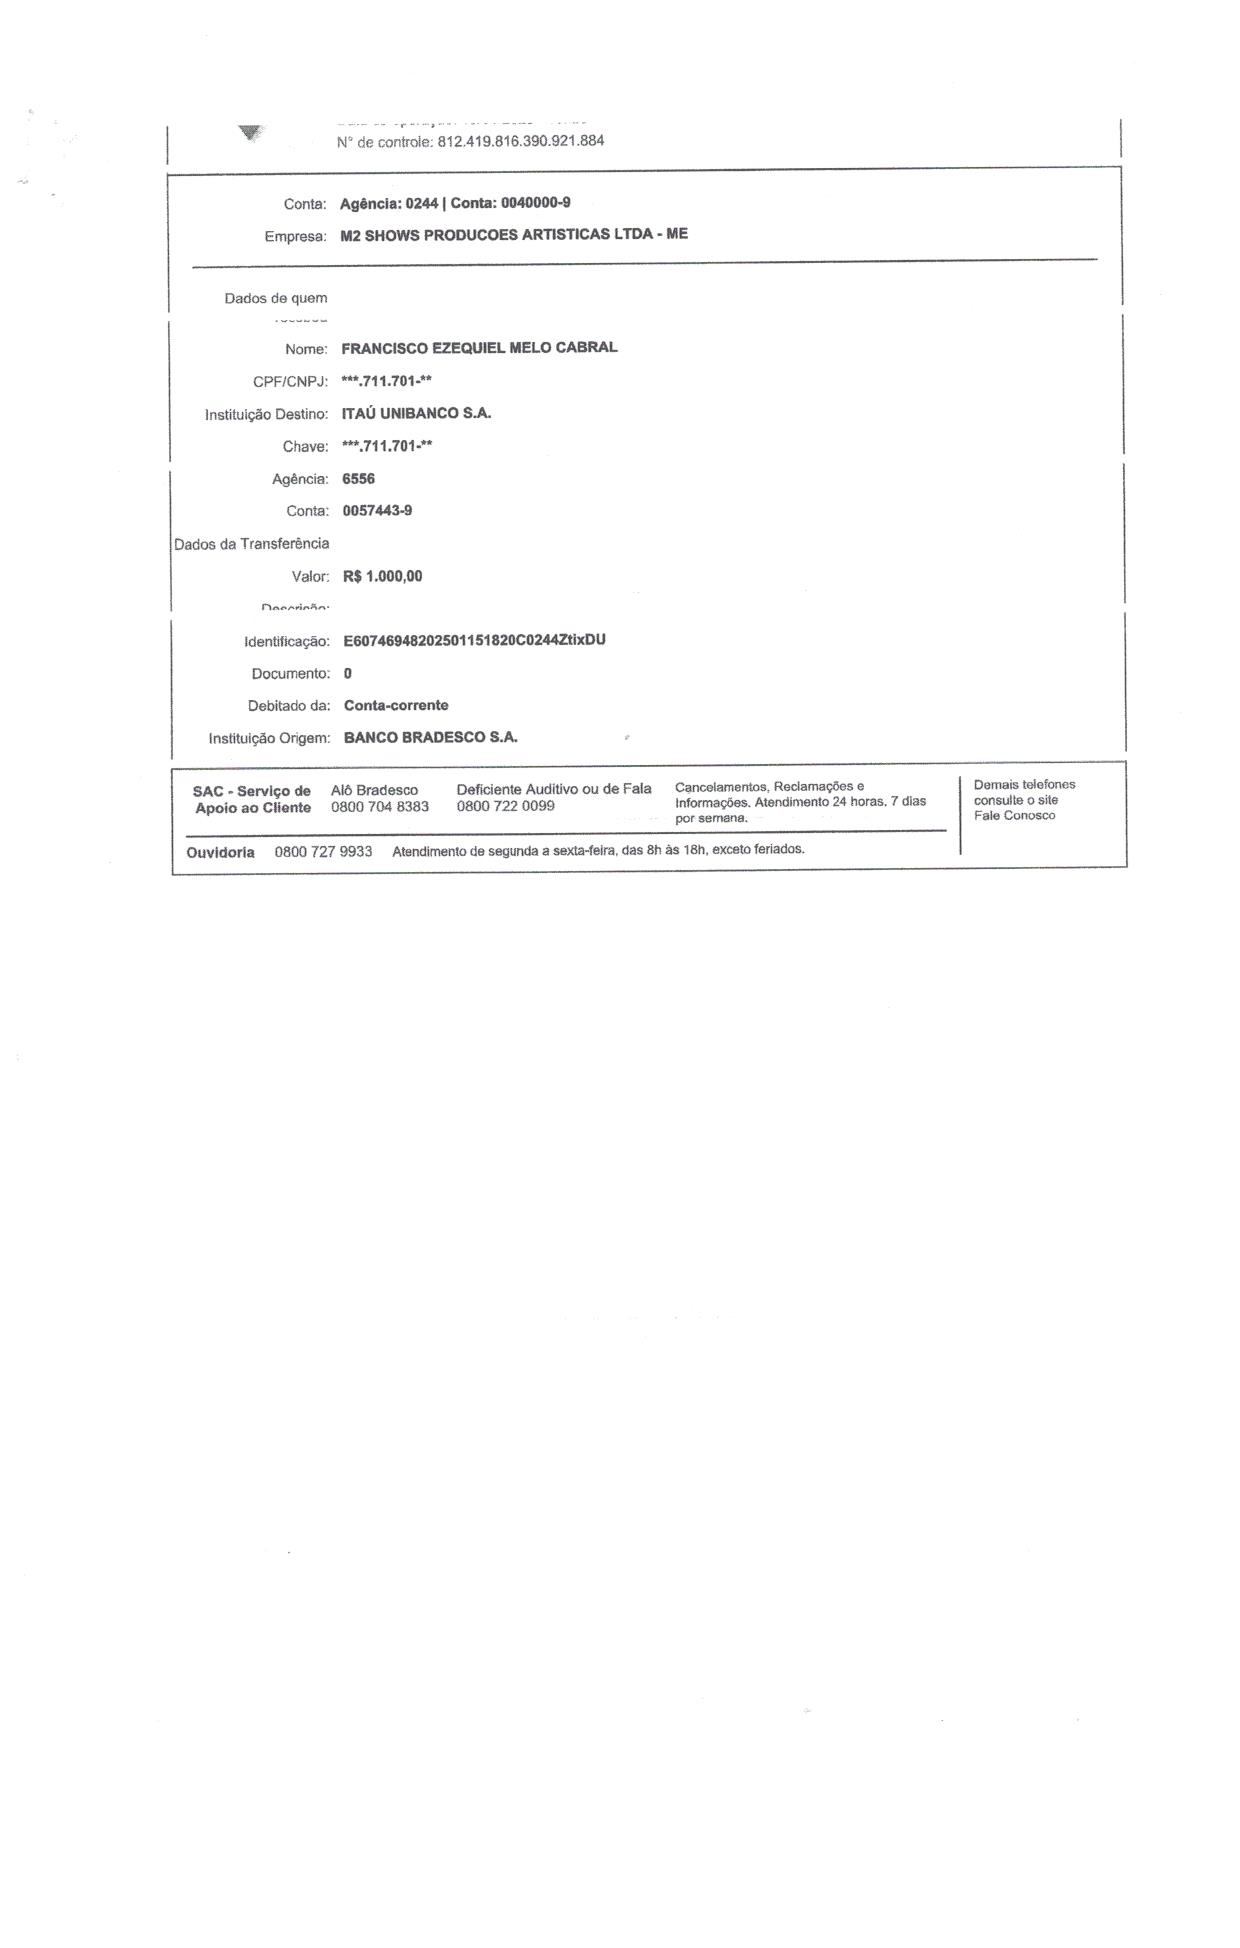 N° de controle: 812.419.816.390.921.884
Conta: Agência: 0244 | Conta: 0040000-9
Empresa: M2 SHOWS PRODUCOES ARTISTICAS LTDA - ME
Dados de quem
Nome: FRANCISCO EZEQUIEL MELO CABRAL
CPF/CNPJ: ***.711.701-**
Instituição Destino: ITAÚ UNIBANCO S.A.
Chave: ***.711.701-**
Agência: 6556
Conta: 0057443-9
Dados da Transferência
Valor: R$ 1.000,00
Descrição:
Identificação: E60746948202501151820C0244ZtixDU
Documento: 0
Debitado da: Conta-corrente
Instituição Origem: BANCO BRADESCO S.A.
SAC - Serviço de Apoio ao Cliente
Alô Bradesco
0800 704 8383
Deficiente Auditivo ou de Fala
0800 722 0099
Cancelamentos, Reclamações e
Informações. Atendimento 24 horas. 7 dias
por semana.
Demais telefones
consulte o site
Fale Conosco
Ouvidoria 0800 727 9933 Atendimento de segunda a sexta-feira, das 8h às 18h, exceto feriados.